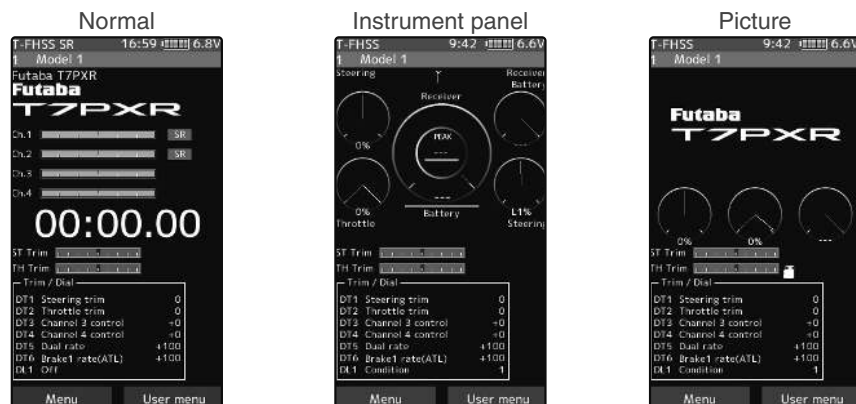 Normal
T-FHSS SR 16:59 6.8V
1 Model 1
Futaba T7PXR
Futaba
T7PXR
Ch.1 SR
Ch.2 SR
Ch.3
Ch.4
00:00.00
ST Trim
TH Trim
Trim / Dial
DT1 Steering trim 0
DT2 Throttle trim 0
DT3 Channel 3 control +0
DT4 Channel 4 control +0
DT5 Dual rate +100
DT6 Brake1 rate(ATL) +100
DL1 Off
Menu User menu
Instrument panel
T-FHSS 9:42 6.6V
1 Model 1
Steering Receiver
Battery
Receiver
PEAK
---
0%
---
0% L1%
Throttle Battery Steering
ST Trim
TH Trim
Trim / Dial
DT1 Steering trim 0
DT2 Throttle trim 0
DT3 Channel 3 control +0
DT4 Channel 4 control +0
DT5 Dual rate +100
DT6 Brake1 rate(ATL) +100
DL1 Condition 1
Menu User menu
Picture
T-FHSS 9:42 6.6V
1 Model 1
Futaba
T7PXR
0% 0% ---
ST Trim
TH Trim
Trim / Dial
DT1 Steering trim 0
DT2 Throttle trim 0
DT3 Channel 3 control +0
DT4 Channel 4 control +0
DT5 Dual rate +100
DT6 Brake1 rate(ATL) +100
DL1 Condition 1
Menu User menu